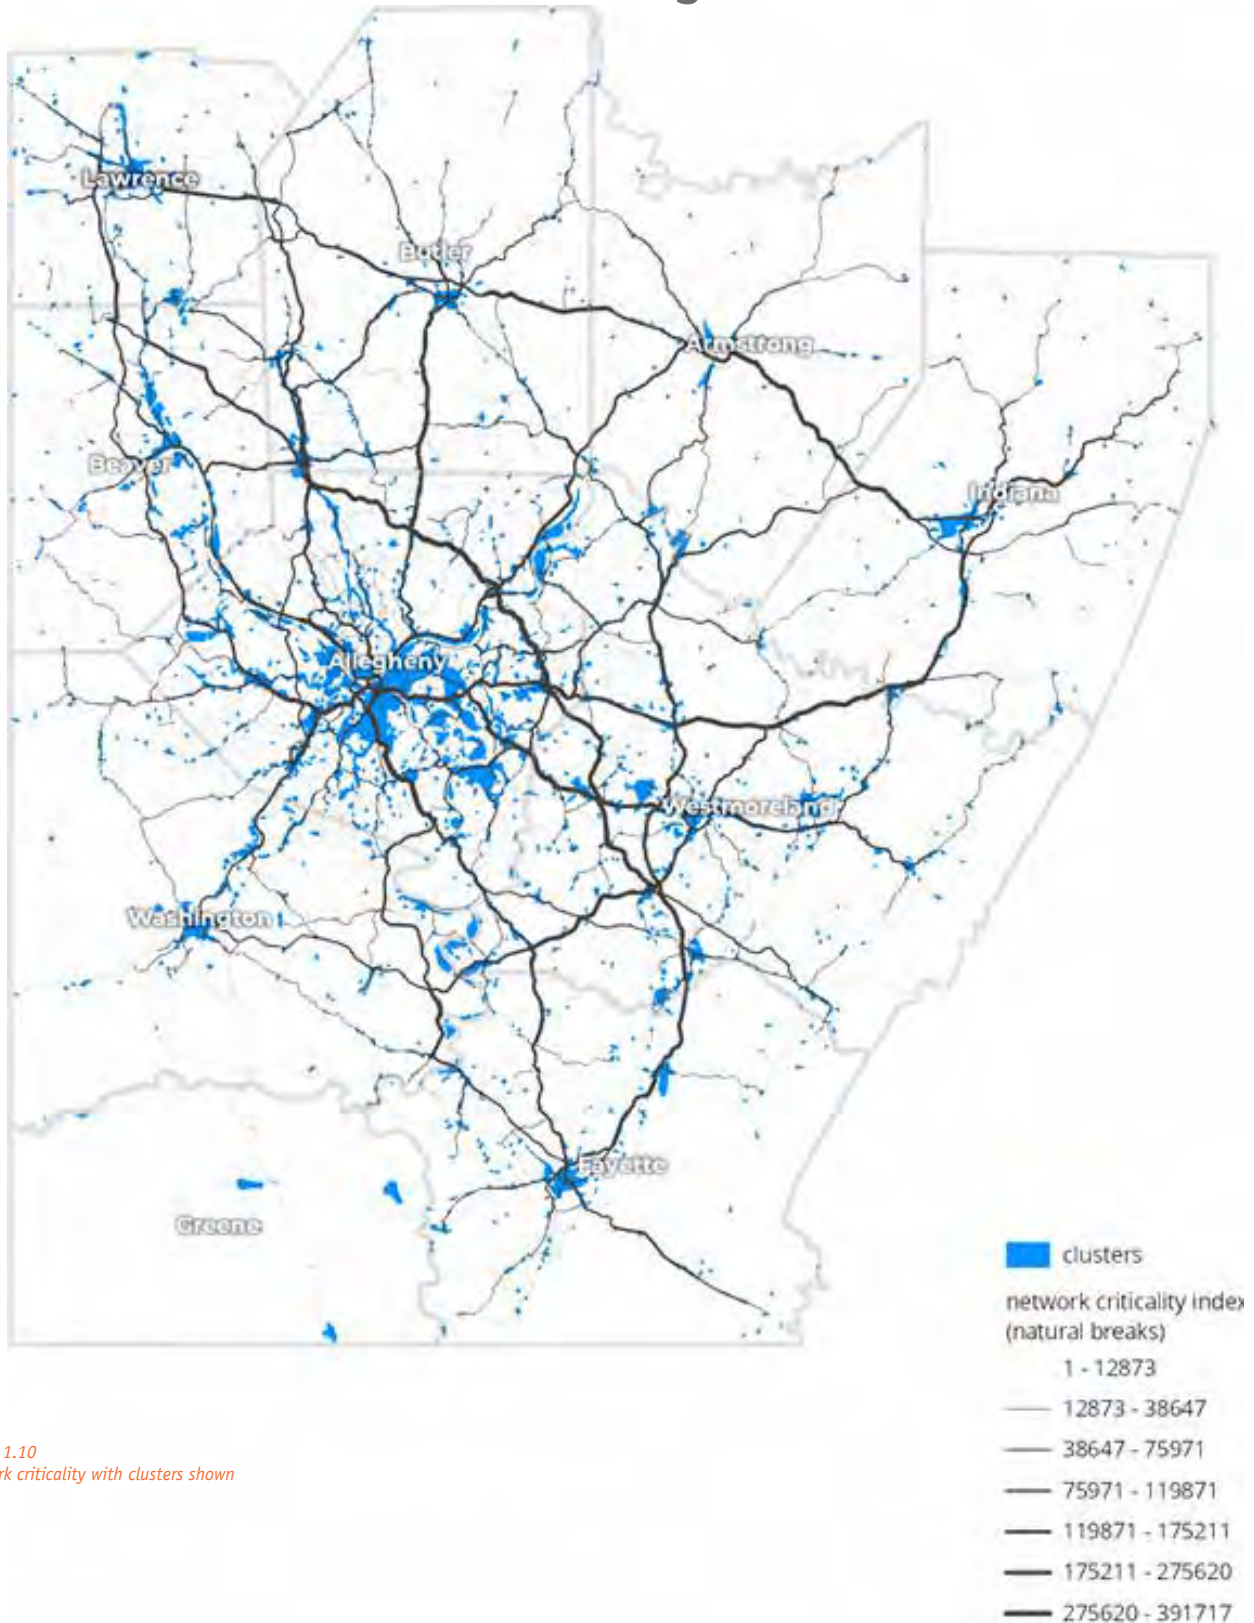 Lawrence
Butler
Armstrong
Beaver
Indiana
Allegheny
Westmoreland
Washington
Fayette
Greene
clusters
network criticality index
(natural breaks)
1 - 12873
12873 - 38647
38647 - 75971
75971 - 119871
119871 - 175211
175211 - 275620
275620 - 391717
1.10
rk criticality with clusters shown